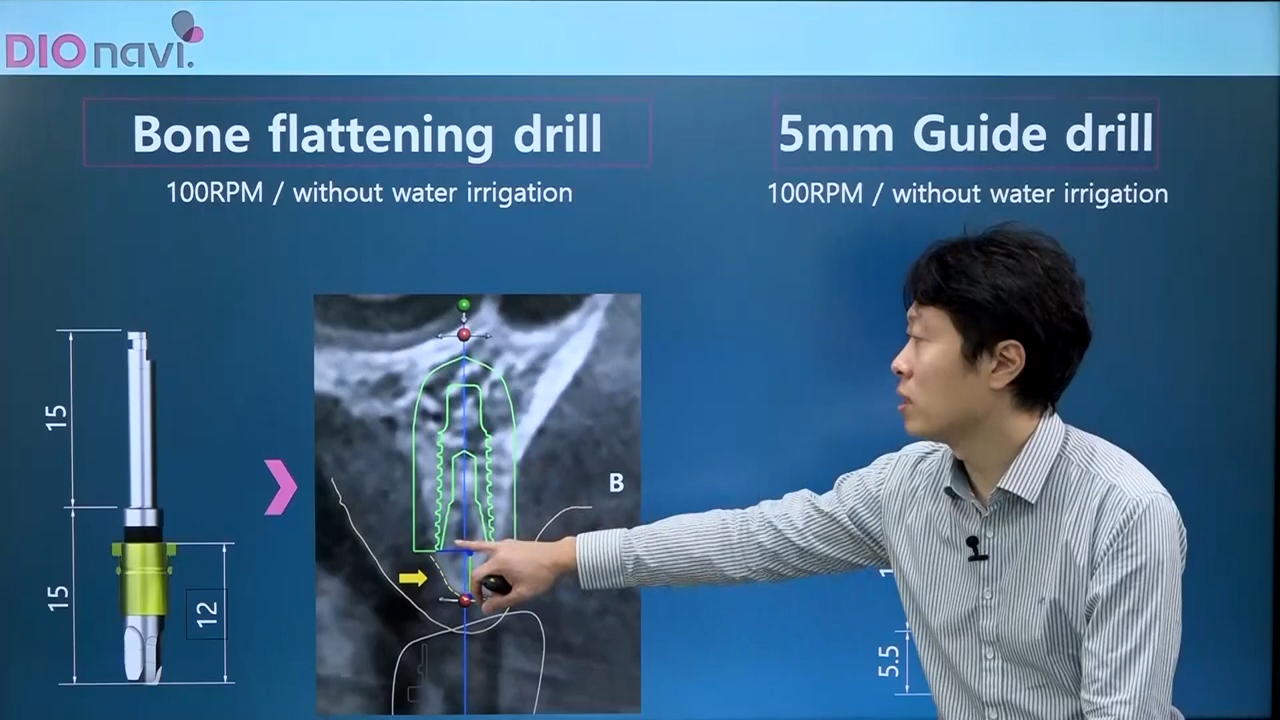 DIOnavi.
Bone flattening drill
100RPM / without water irrigation
5mm Guide drill
100RPM / without water irrigation
15
15
12
B
5.5